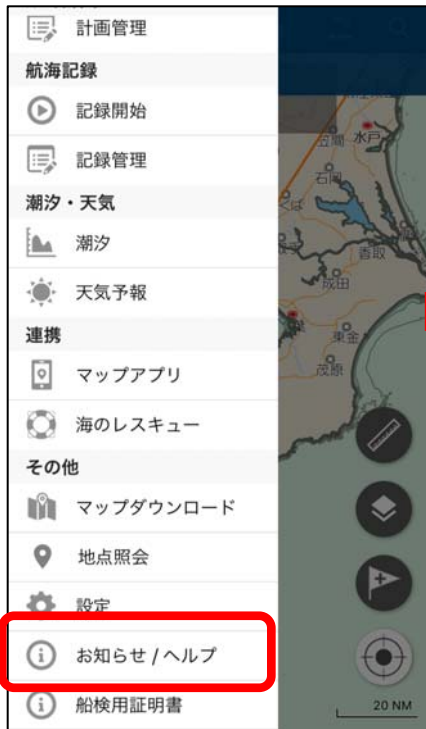 計画管理
航海記録
記録開始
記録管理
潮汐・天気
潮汐
天気予報
連携
マップアプリ
海のレスキュー
その他
マップダウンロード
地点照会
設定
お知らせ / ヘルプ
船検用証明書
笠間
水戸
石岡
くば
香取
成田
東金
茂原
20 NM